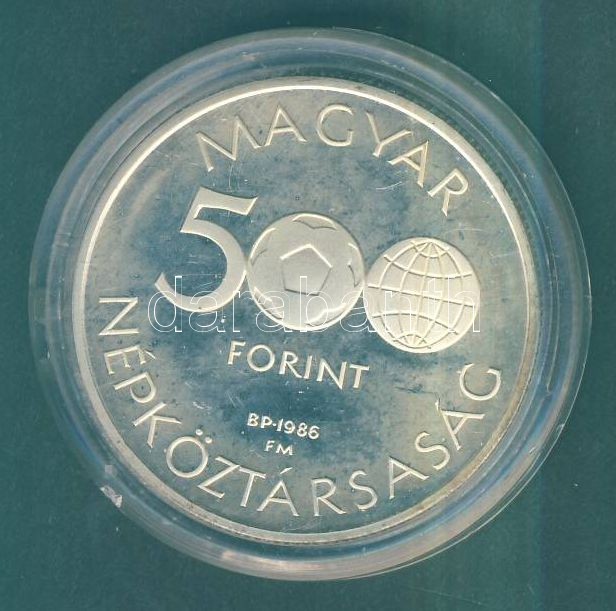 MAGYAR
500
FORINT
BP·1986
FM
NÉPKÖZTÁRSASÁG
darabanth